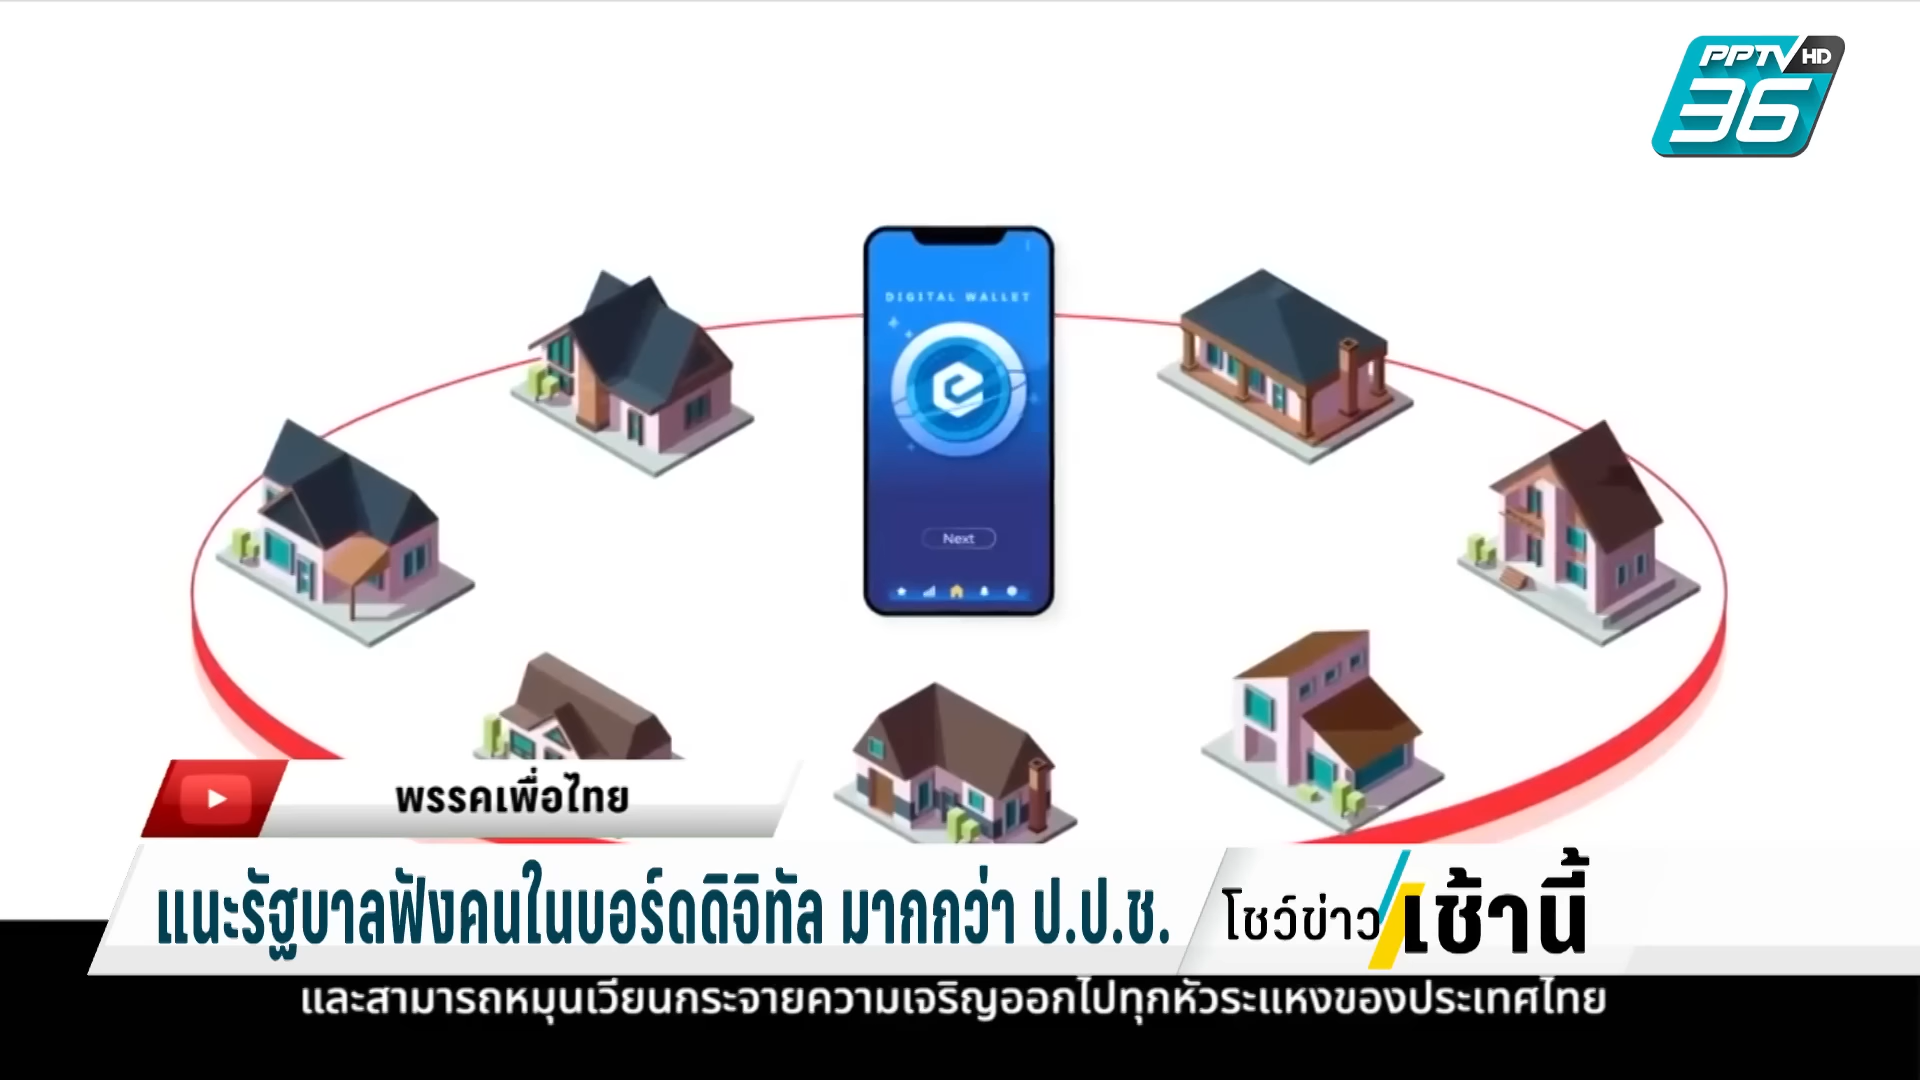 PPTV HD
36
DIGITAL WALLET
Next
พรรคเพื่อไทย
แนะรัฐบาลฟังคนในบอร์ดดิจิทัล มากกว่า ป.ป.ช.
โชว์ข่าว เช้านี้
และสามารถหมุนเวียนกระจายความเจริญออกไปทุกหัวระแหงของประเทศไทย